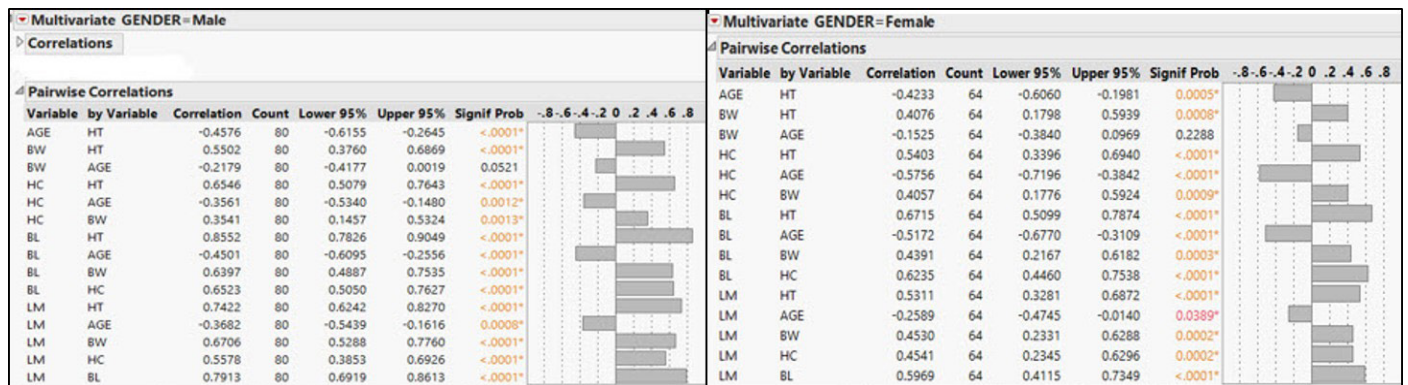 Multivariate GENDER=Male
Correlations
Pairwise Correlations
Variable by Variable Correlation Count Lower 95% Upper 95% Signif Prob -.8-.6-.4-.2 0 .2 .4 .6 .8
AGE HT -0.4576 80 -0.6155 -0.2645 <.0001*
BW HT 0.5502 80 0.3760 0.6869 <.0001*
BW AGE -0.2179 80 -0.4177 0.0019 0.0521
HC HT 0.6546 80 0.5079 0.7643 <.0001*
HC AGE -0.3561 80 -0.5340 -0.1480 0.0012*
HC BW 0.3541 80 0.1457 0.5324 0.0013*
BL HT 0.8552 80 0.7826 0.9049 <.0001*
BL AGE -0.4501 80 -0.6095 -0.2556 <.0001*
BL BW 0.6397 80 0.4887 0.7535 <.0001*
BL HC 0.6523 80 0.5050 0.7627 <.0001*
LM HT 0.7422 80 0.6242 0.8270 <.0001*
LM AGE -0.3682 80 -0.5439 -0.1616 0.0008*
LM BW 0.6706 80 0.5288 0.7760 <.0001*
LM HC 0.5578 80 0.3853 0.6926 <.0001*
LM BL 0.7913 80 0.6919 0.8613 <.0001*
Multivariate GENDER=Female
Pairwise Correlations
Variable by Variable Correlation Count Lower 95% Upper 95% Signif Prob -.8-.6-.4-.2 0 .2 .4 .6 .8
AGE HT -0.4233 64 -0.6060 -0.1981 0.0005*
BW HT 0.4076 64 0.1798 0.5939 0.0008*
BW AGE -0.1525 64 -0.3840 0.0969 0.2288
HC HT 0.5403 64 0.3396 0.6940 <.0001*
HC AGE -0.5756 64 -0.7196 -0.3842 <.0001*
HC BW 0.4057 64 0.1776 0.5924 0.0009*
BL HT 0.6715 64 0.5099 0.7874 <.0001*
BL AGE -0.5172 64 -0.6770 -0.3109 <.0001*
BL BW 0.4391 64 0.2167 0.6182 0.0003*
BL HC 0.6235 64 0.4460 0.7538 <.0001*
LM HT 0.5311 64 0.3281 0.6872 <.0001*
LM AGE -0.2589 64 -0.4745 -0.0140 0.0389*
LM BW 0.4530 64 0.2331 0.6288 0.0002*
LM HC 0.4541 64 0.2345 0.6296 0.0002*
LM BL 0.5969 64 0.4115 0.7349 <.0001*